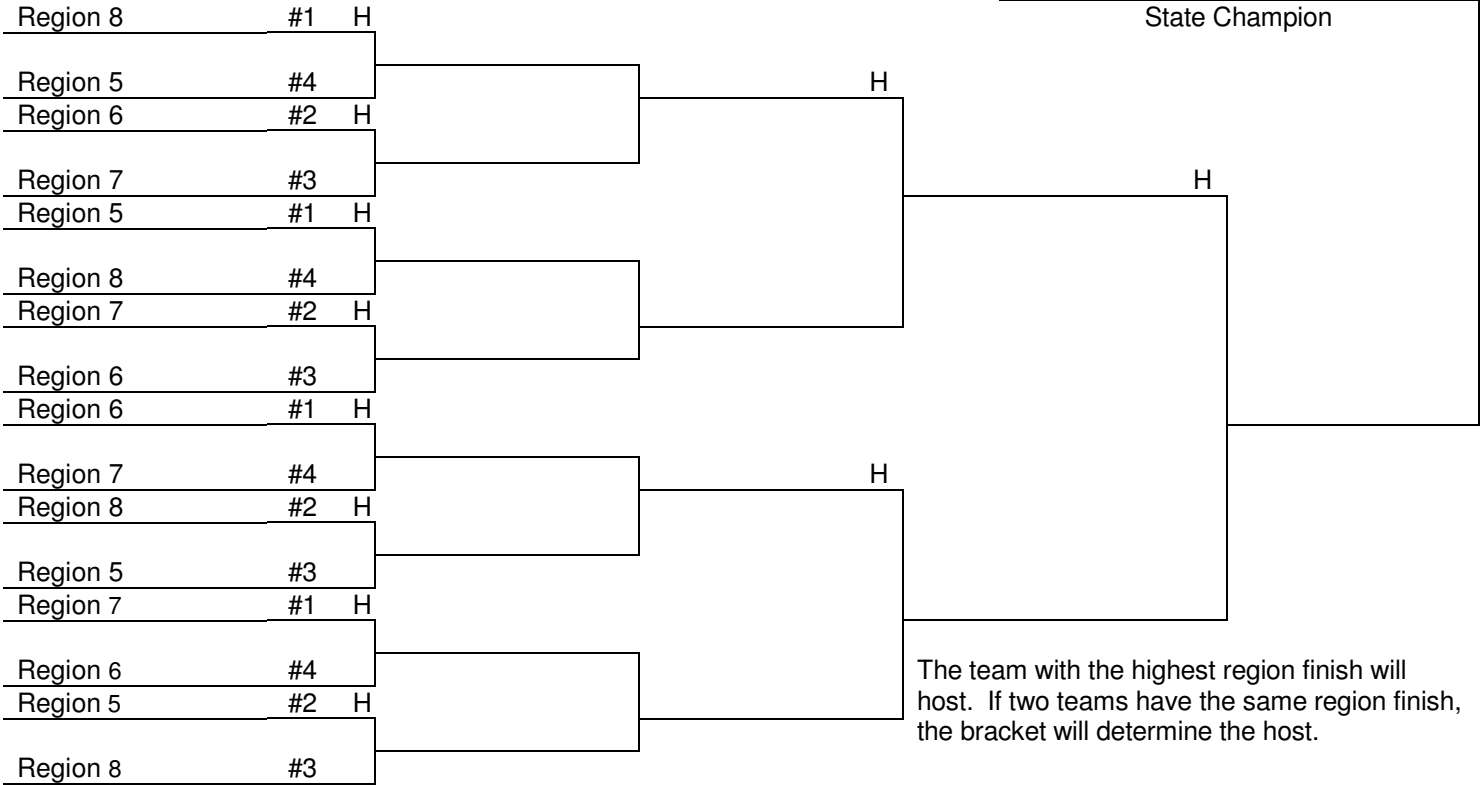 Region 8 #1 H
State Champion
Region 5 #4
H
Region 6 #2 H
Region 7 #3
H
Region 5 #1 H
Region 8 #4
Region 7 #2 H
Region 6 #3
Region 6 #1 H
Region 7 #4
H
Region 8 #2 H
Region 5 #3
Region 7 #1 H
Region 6 #4
Region 5 #2 H
Region 8 #3
The team with the highest region finish will
host. If two teams have the same region finish,
the bracket will determine the host.